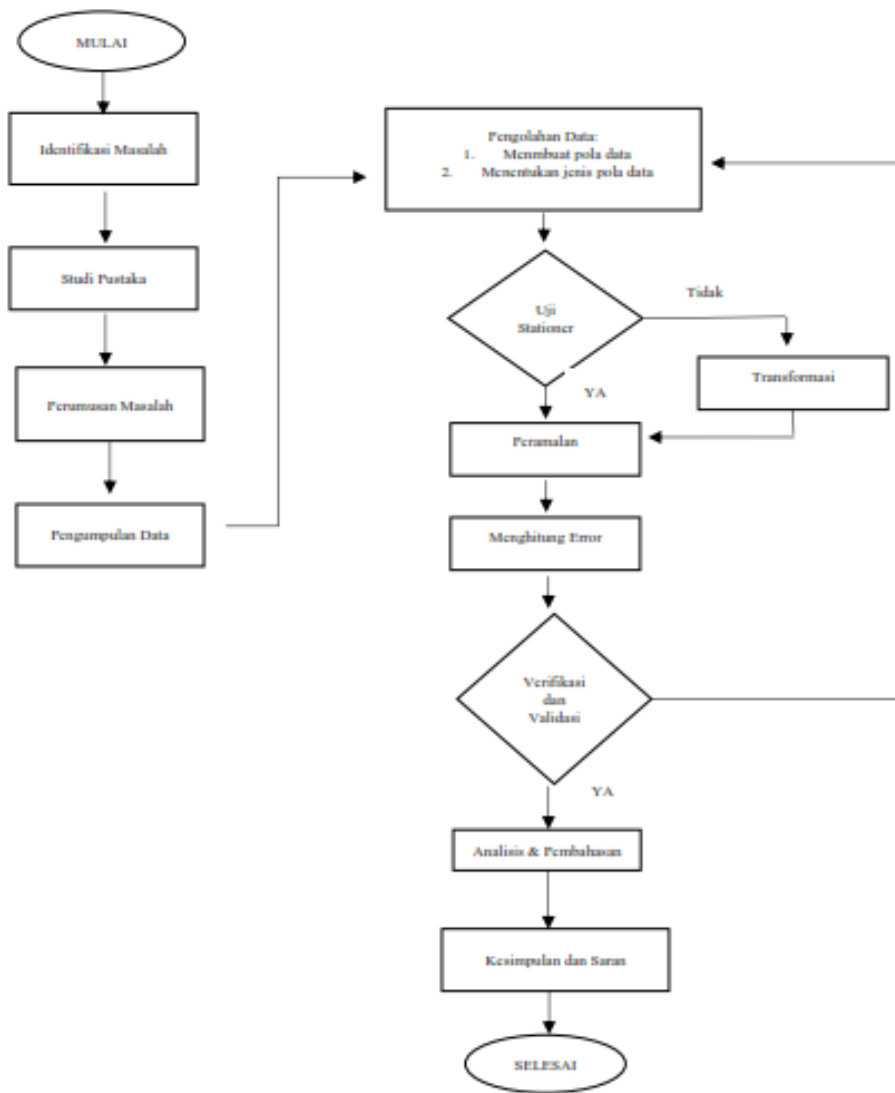 MULAI
Identifikasi Masalah
Studi Pustaka
Perumusan Masalah
Pengumpulan Data
Pengolahan Data:
1. Menmbuat pola data
2. Menentukan jenis pola data
Uji
Stationer
Tidak
Transformasi
YA
Peramalan
Menghitung Error
Verifikasi
dan
Validasi
YA
Analisis & Pembahasan
Kesimpulan dan Saran
SELESAI